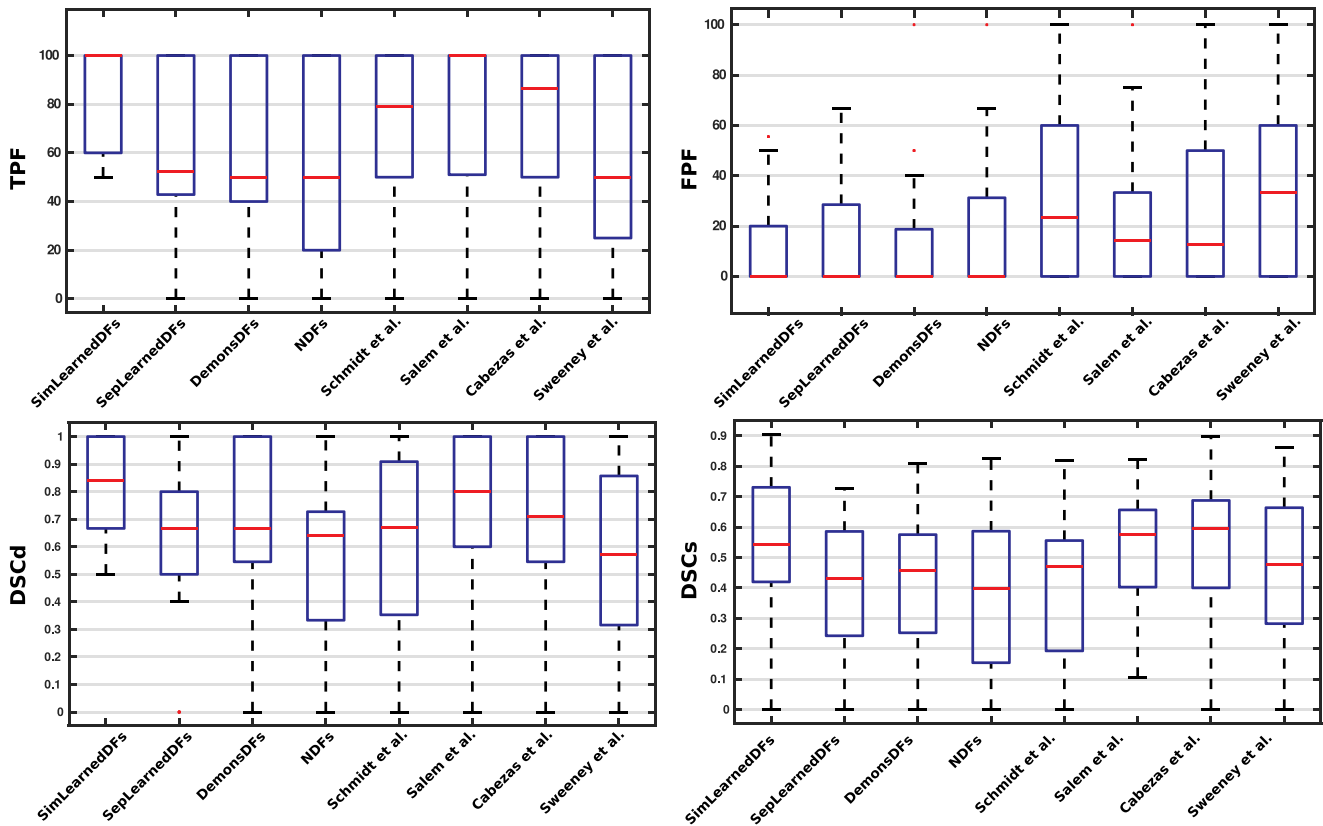 TPF
100
80
60
40
20
0
SimLearnedDFs
SepLearnedDFs
DemonsDFs
NDFs
Schmidt et al.
Salem et al.
Cabezas et al.
Sweeney et al.
FPF
100
80
60
40
20
0
SimLearnedDFs
SepLearnedDFs
DemonsDFs
NDFs
Schmidt et al.
Salem et al.
Cabezas et al.
Sweeney et al.
DSCd
1
0.9
0.8
0.7
0.6
0.5
0.4
0.3
0.2
0.1
0
SimLearnedDFs
SepLearnedDFs
DemonsDFs
NDFs
Schmidt et al.
Salem et al.
Cabezas et al.
Sweeney et al.
DSCs
0.9
0.8
0.7
0.6
0.5
0.4
0.3
0.2
0.1
0
SimLearnedDFs
SepLearnedDFs
DemonsDFs
NDFs
Schmidt et al.
Salem et al.
Cabezas et al.
Sweeney et al.